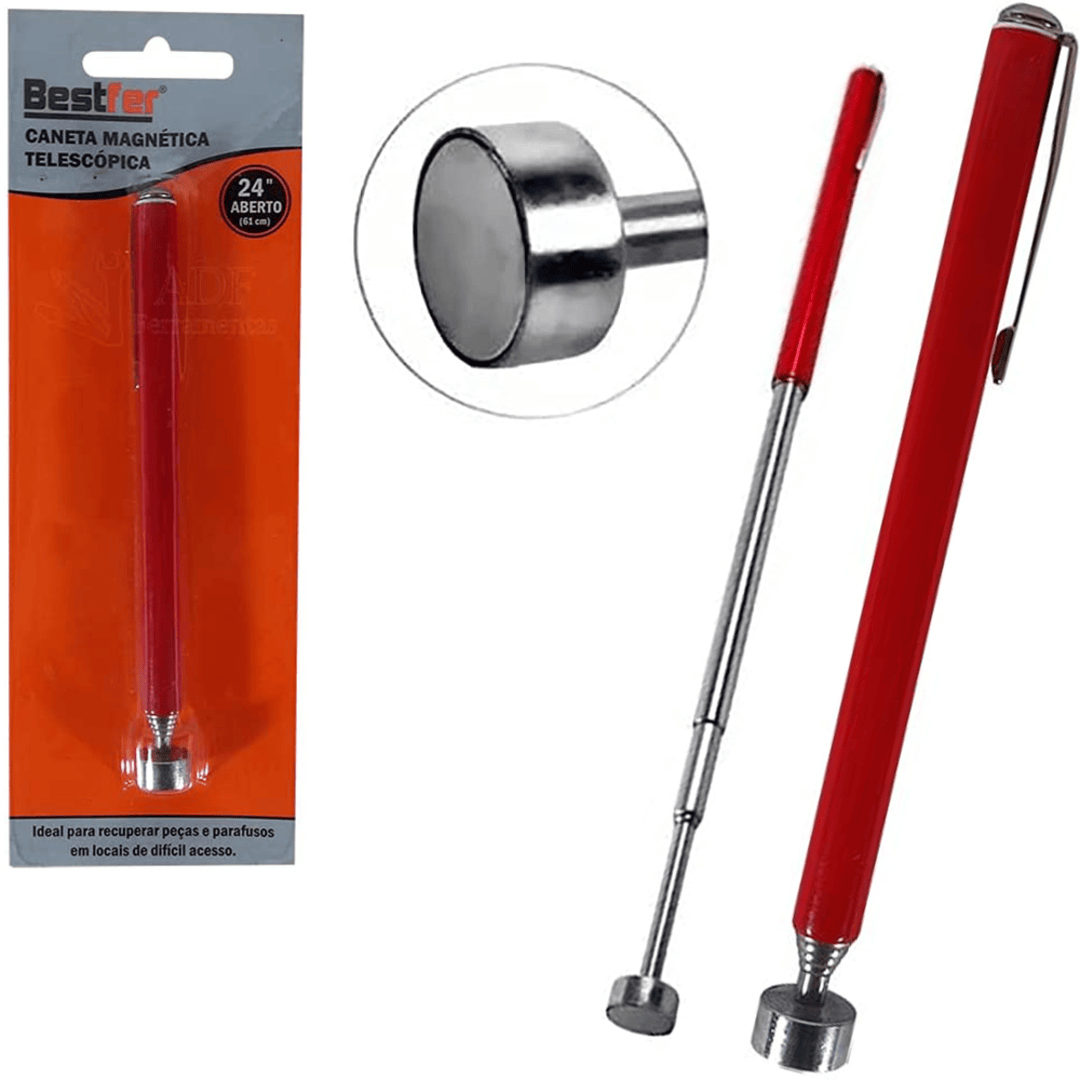 Bestfer®
CANETA MAGNÉTICA
TELESCÓPICA
24"
ABERTO
(61 cm)
ADF
Ferramentas
Ideal para recuperar peças e parafusos
em locais de difícil acesso.